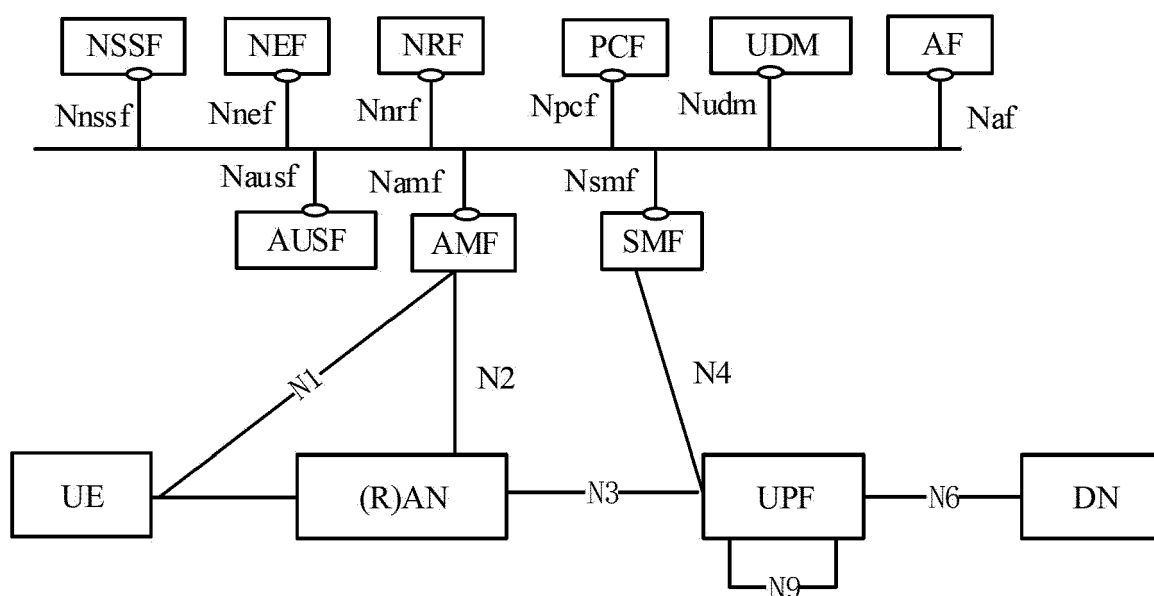 NSSF NEF NRF PCF UDM AF
Nnssf Nnef Nnrf Npcf Nudm Naf
Nausf Namf Nsmf
AUSF AMF SMF
N1 N2 N4
UE (R)AN N3 UPF N6 DN
N9